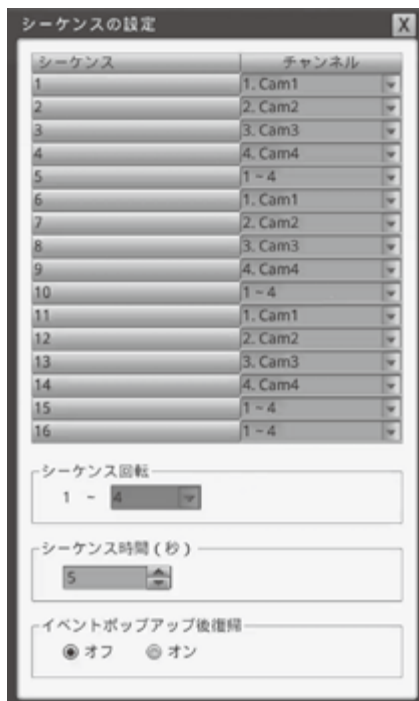 シーケンスの設定 X
シーケンス チャンネル
1 1. Cam1
2 2. Cam2
3 3. Cam3
4 4. Cam4
5 1 ~ 4
6 1. Cam1
7 2. Cam2
8 3. Cam3
9 4. Cam4
10 1 ~ 4
11 1. Cam1
12 2. Cam2
13 3. Cam3
14 4. Cam4
15 1 ~ 4
16 1 ~ 4
シーケンス回転
1 ~ 4
シーケンス時間 ( 秒 )
5
イベントポップアップ後復帰
オフ オン